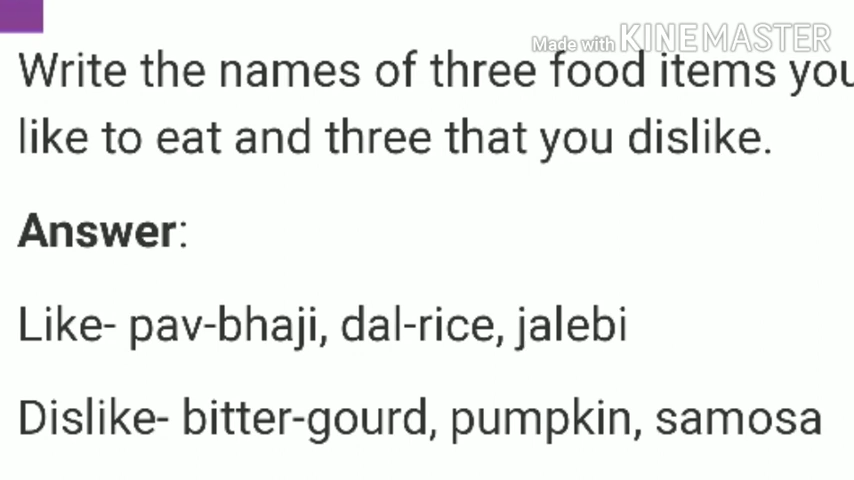 Made with KINEMASTER
Write the names of three food items you
like to eat and three that you dislike.
Answer:
Like- pav-bhaji, dal-rice, jalebi
Dislike- bitter-gourd, pumpkin, samosa